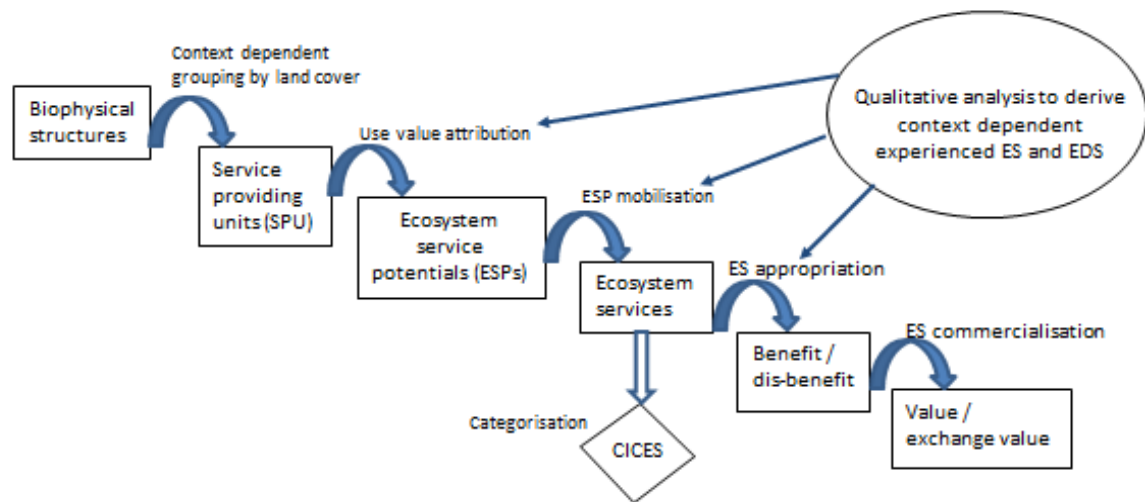 Context dependent
grouping by land cover
Biophysical
structures
Qualitative analysis to derive
context dependent
experienced ES and EDS
Use value attribution
Service
providing
units (SPU)
ESP mobilisation
Ecosystem
service
potentials (ESPs)
ES appropriation
Ecosystem
services
ES commercialisation
Benefit /
dis-benefit
Value /
exchange value
Categorisation
CICES